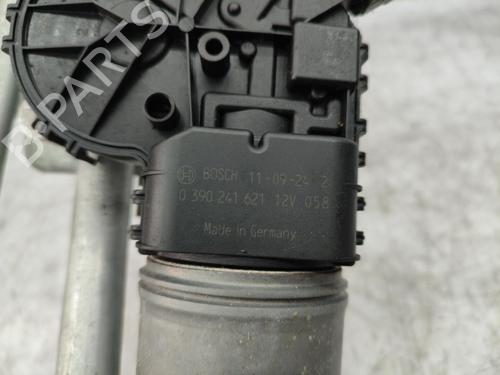 B-PARTS
BOSCH 11-09-24 2
0 390 241 621 12V 058
Made in Germany